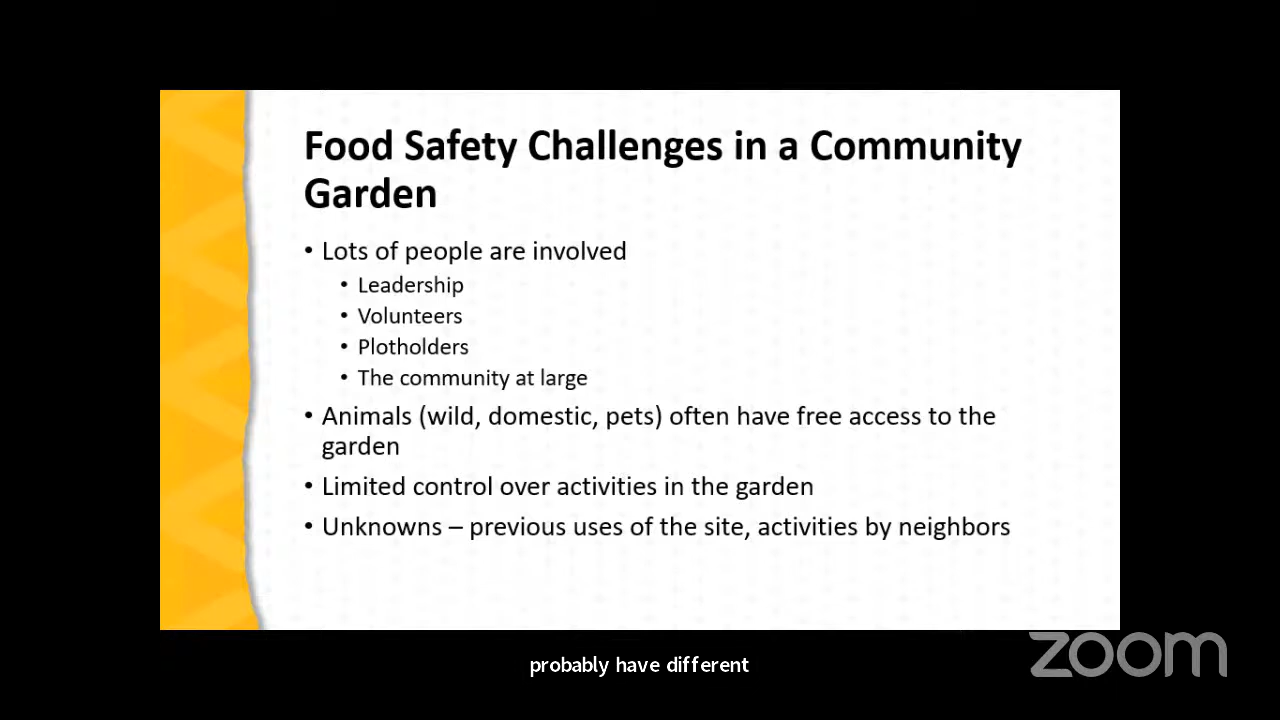 Food Safety Challenges in a Community
Garden
• Lots of people are involved
• Leadership
• Volunteers
• Plotholders
• The community at large
• Animals (wild, domestic, pets) often have free access to the
garden
• Limited control over activities in the garden
• Unknowns – previous uses of the site, activities by neighbors
zoom
probably have different